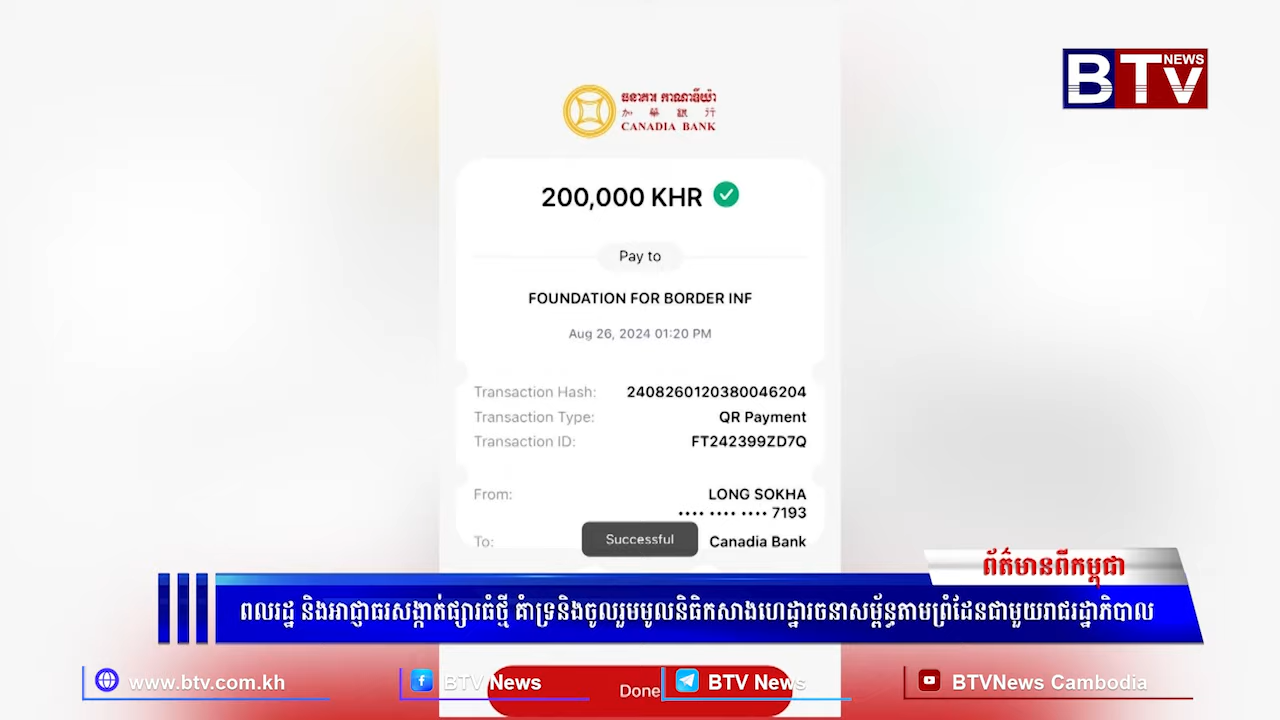 BTV NEWS
ធនាគារ កាណាឌីយ៉ា
加 華 銀 行
CANADIA BANK
200,000 KHR
Pay to
FOUNDATION FOR BORDER INF
Aug 26, 2024 01:20 PM
Transaction Hash: 2408260120380046204
Transaction Type: QR Payment
Transaction ID: FT242399ZD7Q
From: LONG SOKHA
•••• •••• •••• 7193
To: Canadia Bank
Successful
ព័ត៌មានពីកម្ពុជា
ពលរដ្ឋ និងអាជ្ញាធរសង្កាត់ផ្សារធំថ្មី គាំទ្រនិងចូលរួមមូលនិធិកសាងហេដ្ឋារចនាសម្ព័ន្ធតាមព្រំដែនជាមួយរាជរដ្ឋាភិបាល
Done
www.btv.com.kh
BTV News
BTV News
BTVNews Cambodia